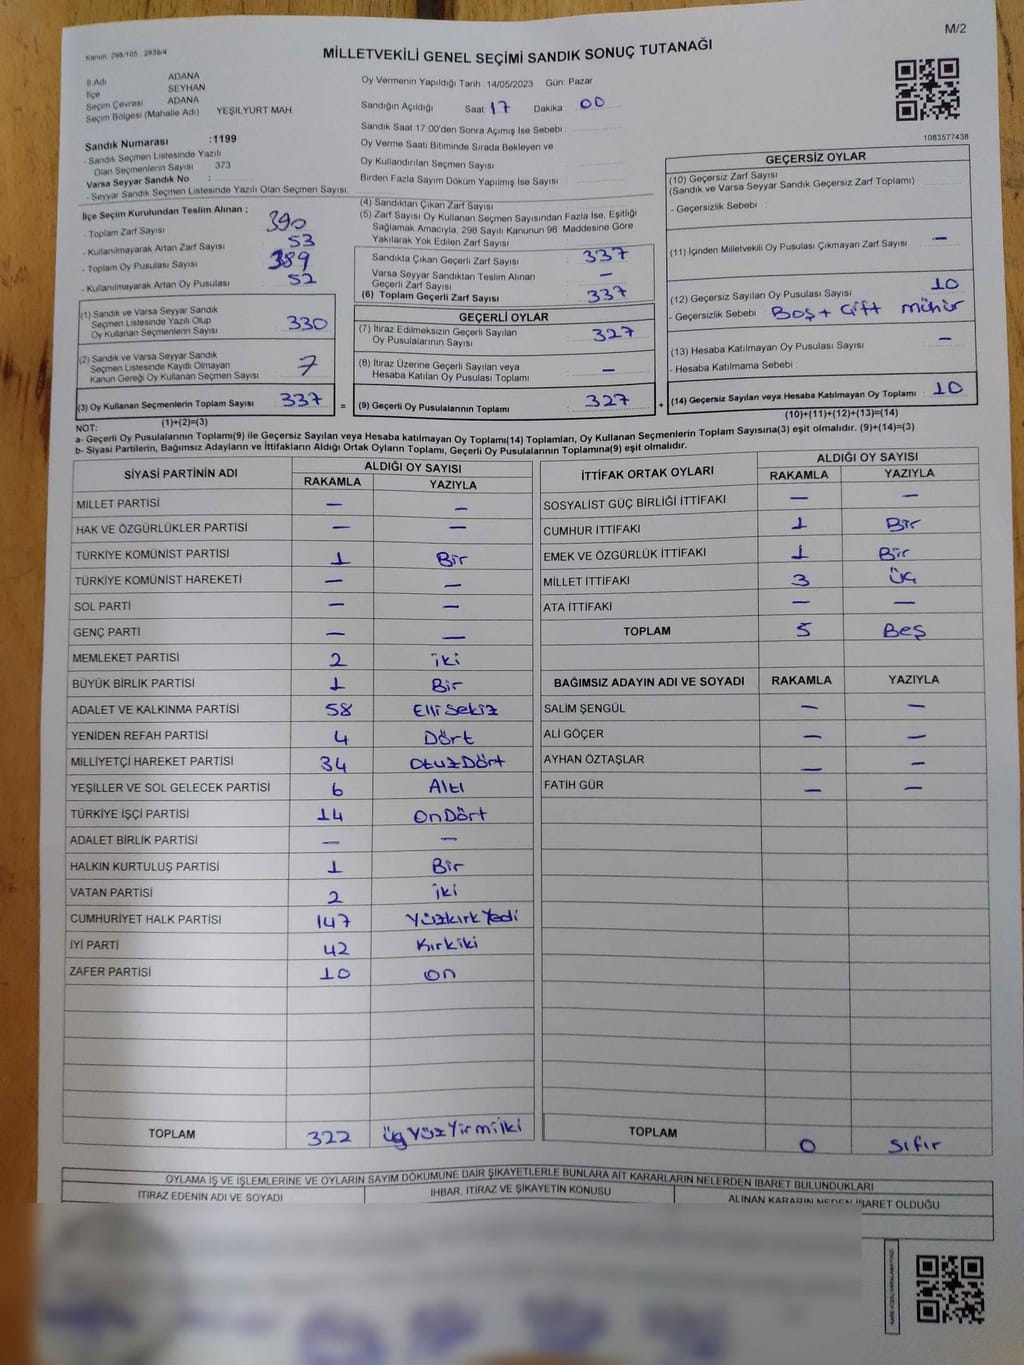 M/2
Kanun: 298/105 , 2839/4
MİLLETVEKİLİ GENEL SEÇİMİ SANDIK SONUÇ TUTANAĞI
İl Adı ADANA
İlçe SEYHAN
Seçim Çevresi ADANA
Seçim Bölgesi (Mahalle Adı) YEŞİLYURT MAH
Sandık Numarası :1199
- Sandık Seçmen Listesinde Yazılı
Olan Seçmenlerin Sayısı 373
Varsa Seyyar Sandık No :
- Seyyar Sandık Seçmen Listesinde Yazılı Olan Seçmen Sayısı
Oy Vermenin Yapıldığı Tarih : 14/05/2023 Gün: Pazar
Sandığın Açıldığı Saat: 17 Dakika : 00
Sandık Saat 17:00'den Sonra Açımış İse Sebebi :
Oy Verme Saati Bitiminde Sırada Bekleyen ve
Oy Kullandırılan Seçmen Sayısı
Birden Fazla Sayım Döküm Yapılmış İse Sayısı
1083577438
İlçe Seçim Kurulundan Teslim Alınan ;
- Toplam Zarf Sayısı 390
- Kullanılmayarak Artan Zarf Sayısı 53
- Toplam Oy Pusulası Sayısı 389
- Kullanılmayarak Artan Oy Pusulası 52
(1) Sandık ve Varsa Seyyar Sandık
Seçmen Listesinde Yazılı Olup
Oy Kullanan Seçmenlerin Sayısı : 330
(2) Sandık ve Varsa Seyyar Sandık
Seçmen Listesinde Kayıtlı Olmayan
Kanun Gereği Oy Kullanan Seçmen Sayısı : 7
(3) Oy Kullanan Seçmenlerin Toplam Sayısı : 337 =
(1)+(2)=(3)
(4) Sandıktan Çıkan Zarf Sayısı :
(5) Zarf Sayısı Oy Kullanan Seçmen Sayısından Fazla İse, Eşitliği
Sağlamak Amacıyla, 298 Sayılı Kanunun 98. Maddesine Göre
Yakılarak Yok Edilen Zarf Sayısı :
Sandıkta Çıkan Geçerli Zarf Sayısı : 337
Varsa Seyyar Sandıktan Teslim Alınan
Geçerli Zarf Sayısı : —
(6) Toplam Geçerli Zarf Sayısı : 337
GEÇERLİ OYLAR
(7) İtiraz Edilmeksizin Geçerli Sayılan
Oy Pusulalarının Sayısı : 327
(8) İtiraz Üzerine Geçerli Sayılan veya
Hesaba Katılan Oy Pusulası Toplamı : —
(9) Geçerli Oy Pusulalarının Toplamı : 327 +
GEÇERSİZ OYLAR
(10) Geçersiz Zarf Sayısı
(Sandık ve Varsa Seyyar Sandık Geçersiz Zarf Toplamı) :
- Geçersizlik Sebebi :
(11) İçinden Milletvekili Oy Pusulası Çıkmayan Zarf Sayısı : —
(12) Geçersiz Sayılan Oy Pusulası Sayısı : 10
- Geçersizlik Sebebi : Boş + Çift mühür
(13) Hesaba Katılmayan Oy Pusulası Sayısı : —
- Hesaba Katılmama Sebebi :
(14) Geçersiz Sayılan veya Hesaba Katılmayan Oy Toplamı : 10
(10)+(11)+(12)+(13)=(14)
NOT:
a- Geçerli Oy Pusulalarının Toplamı(9) ile Geçersiz Sayılan veya Hesaba katılmayan Oy Toplamı(14) Toplamları, Oy Kullanan Seçmenlerin Toplam Sayısına(3) eşit olmalıdır. (9)+(14)=(3)
b- Siyasi Partilerin, Bağımsız Adayların ve İttifakların Aldığı Ortak Oyların Toplamı, Geçerli Oy Pusulalarının Toplamına(9) eşit olmalıdır.
SİYASİ PARTİNİN ADI ALDIĞI OY SAYISI
RAKAMLA YAZIYLA
MİLLET PARTİSİ — —
HAK VE ÖZGÜRLÜKLER PARTİSİ — —
TÜRKİYE KOMÜNİST PARTİSİ 1 Bir
TÜRKİYE KOMÜNİST HAREKETİ — —
SOL PARTİ — —
GENÇ PARTİ — —
MEMLEKET PARTİSİ 2 iki
BÜYÜK BİRLİK PARTİSİ 1 Bir
ADALET VE KALKINMA PARTİSİ 58 Elli sekiz
YENİDEN REFAH PARTİSİ 4 Dört
MİLLİYETÇİ HAREKET PARTİSİ 34 OtuzDört
YEŞİLLER VE SOL GELECEK PARTİSİ 6 Altı
TÜRKİYE İŞÇİ PARTİSİ 14 OnDört
ADALET BİRLİK PARTİSİ — —
HALKIN KURTULUŞ PARTİSİ 1 Bir
VATAN PARTİSİ 2 iki
CUMHURİYET HALK PARTİSİ 147 Yüzkırk Yedi
İYİ PARTİ 42 Kırkiki
ZAFER PARTİSİ 10 On
TOPLAM 322 Üç Yüz Yirmi İki
İTTİFAK ORTAK OYLARI ALDIĞI OY SAYISI
RAKAMLA YAZIYLA
SOSYALİST GÜÇ BİRLİĞİ İTTİFAKI — —
CUMHUR İTTİFAKI 1 Bir
EMEK VE ÖZGÜRLÜK İTTİFAKI 1 Bir
MİLLET İTTİFAKI 3 Üç
ATA İTTİFAKI — —
TOPLAM 5 Beş
BAĞIMSIZ ADAYIN ADI VE SOYADI RAKAMLA YAZIYLA
SALİM ŞENGÜL — —
ALİ GÖÇER — —
AYHAN ÖZTAŞLAR — —
FATİH GÜR — —
TOPLAM 0 Sıfır
OYLAMA İŞ VE İŞLEMLERİNE VE OYLARIN SAYIM DÖKÜMÜNE DAİR ŞİKAYETLERLE BUNLARA AİT KARARLARIN NELERDEN İBARET BULUNDUKLARI
İTİRAZ EDENİN ADI VE SOYADI İHBAR, İTİRAZ VE ŞİKAYETİN KONUSU ALINAN KARARIN NEDEN İBARET OLDUĞU